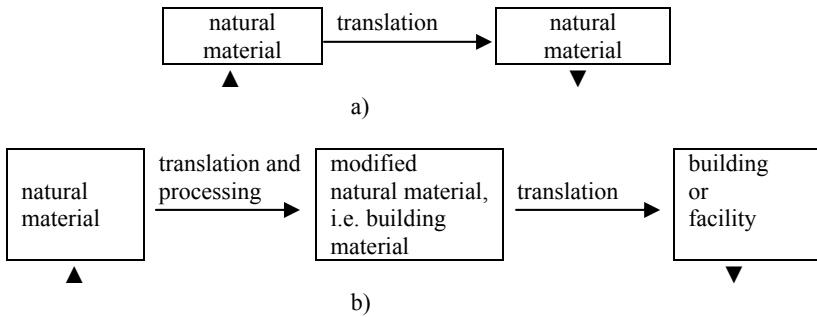 natural
material
translation
natural
material
a)
natural
material
translation and
processing
modified
natural material,
i.e. building
material
translation
building
or
facility
b)